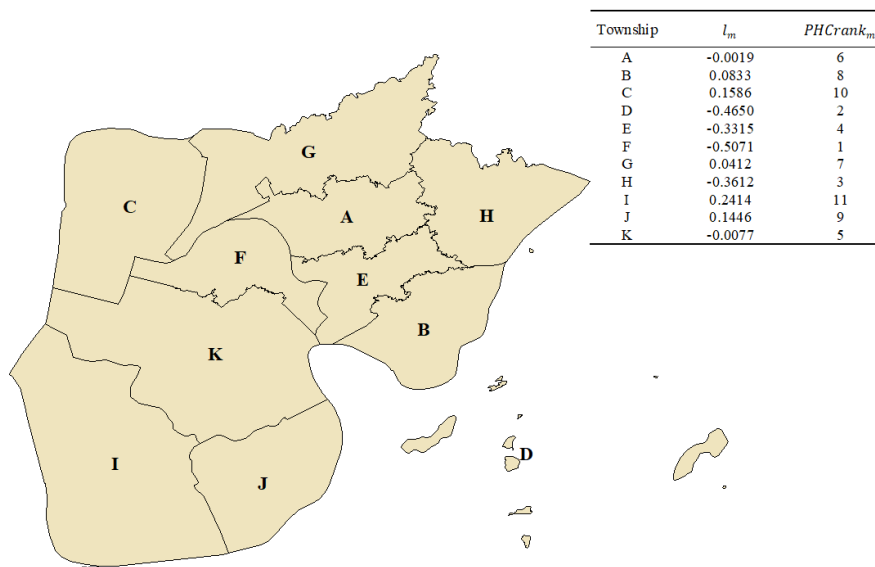 Township l_m PHCrank_m
A -0.0019 6
B 0.0833 8
C 0.1586 10
D -0.4650 2
E -0.3315 4
F -0.5071 1
G 0.0412 7
H -0.3612 3
I 0.2414 11
J 0.1446 9
K -0.0077 5
G
C
A
H
F
E
B
K
D
I
J